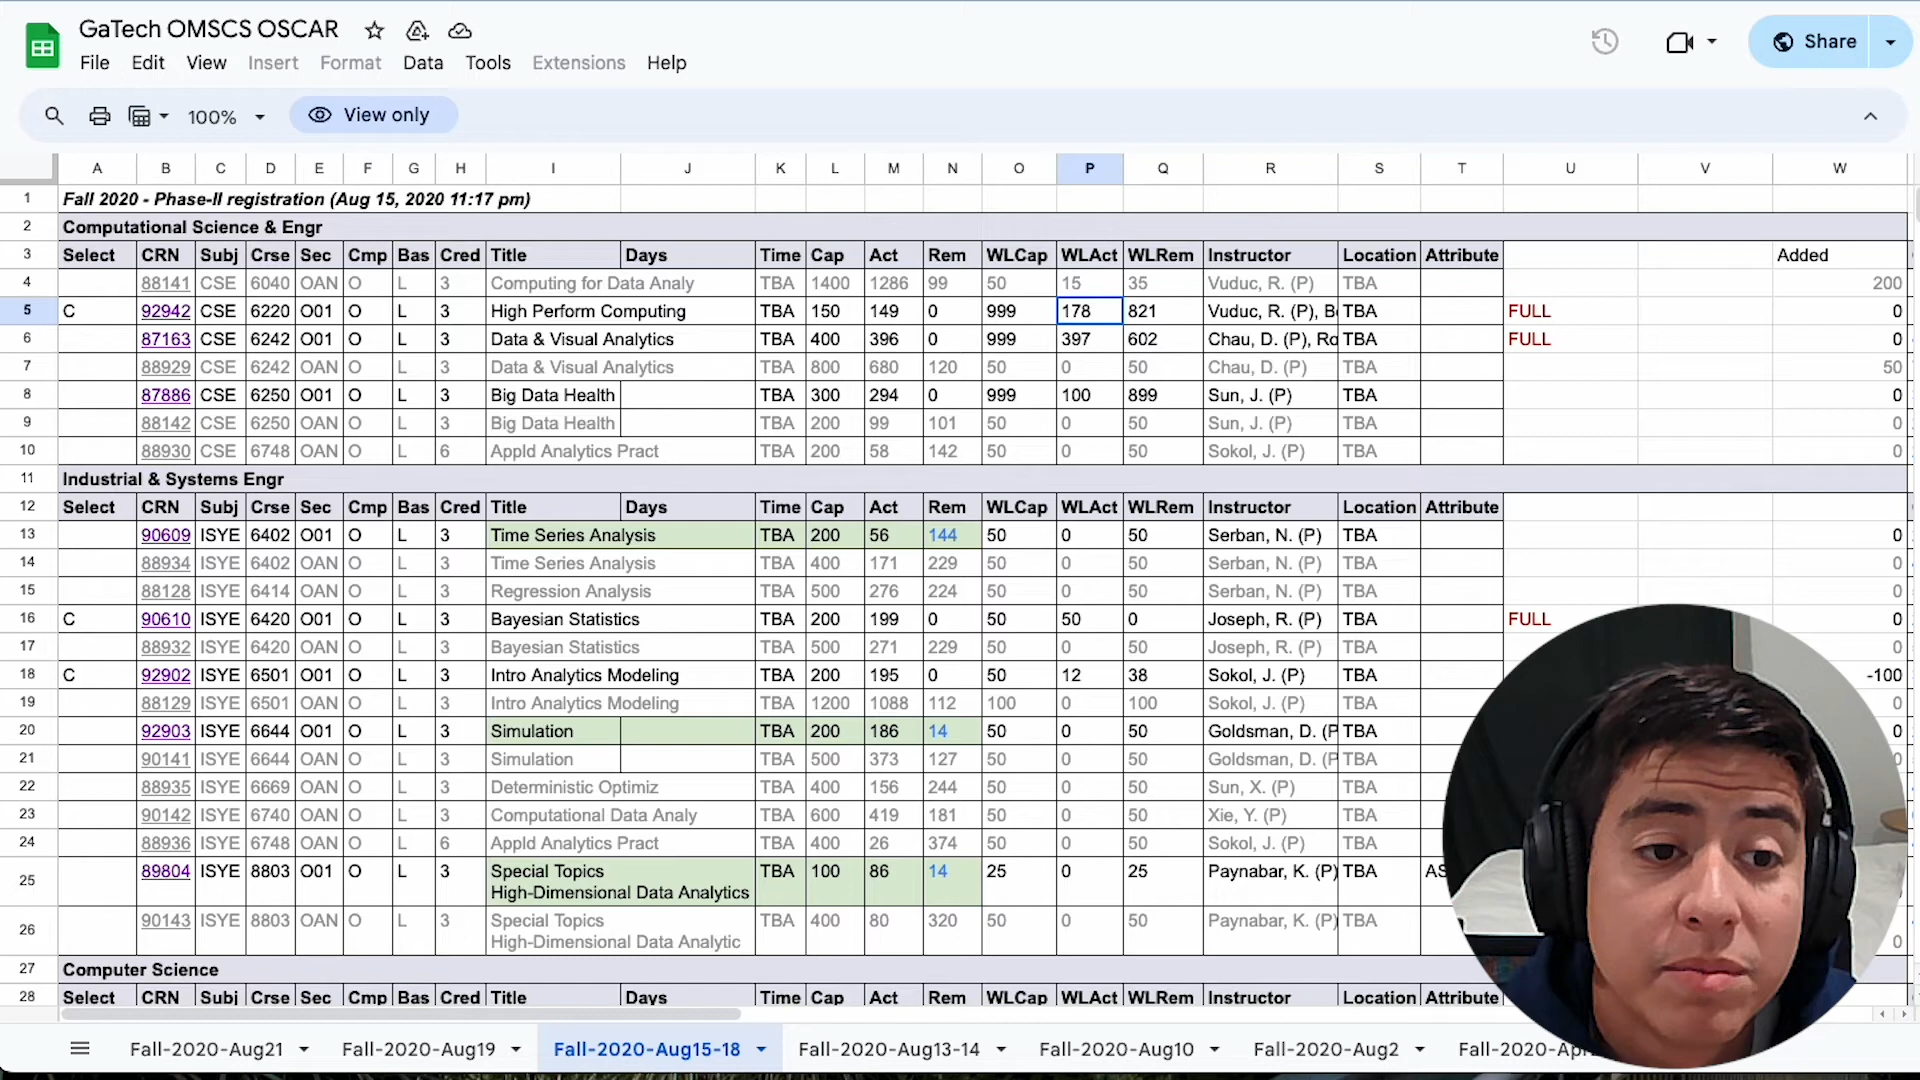 GaTech OMSCS OSCAR
File Edit View Insert Format Data Tools Extensions Help
Share
100% View only
A B C D E F G H I J K L M N O P Q R S T U V W
1 Fall 2020 - Phase-II registration (Aug 15, 2020 11:17 pm)
2 Computational Science & Engr
3 Select CRN Subj Crse Sec Cmp Bas Cred Title Days Time Cap Act Rem WLCap WLAct WLRem Instructor Location Attribute Added
4 88141 CSE 6040 OAN O L 3 Computing for Data Analy TBA 1400 1286 99 50 15 35 Vuduc, R. (P) TBA 200
5 C 92942 CSE 6220 O01 O L 3 High Perform Computing TBA 150 149 0 999 178 821 Vuduc, R. (P), Bo TBA FULL 0
6 87163 CSE 6242 O01 O L 3 Data & Visual Analytics TBA 400 396 0 999 397 602 Chau, D. (P), Ro TBA FULL 0
7 88929 CSE 6242 OAN O L 3 Data & Visual Analytics TBA 800 680 120 50 0 50 Chau, D. (P) TBA 50
8 87886 CSE 6250 O01 O L 3 Big Data Health TBA 300 294 0 999 100 899 Sun, J. (P) TBA 0
9 88142 CSE 6250 OAN O L 3 Big Data Health TBA 200 99 101 50 0 50 Sun, J. (P) TBA 0
10 88930 CSE 6748 OAN O L 6 Appld Analytics Pract TBA 200 58 142 50 0 50 Sokol, J. (P) TBA 0
11 Industrial & Systems Engr
12 Select CRN Subj Crse Sec Cmp Bas Cred Title Days Time Cap Act Rem WLCap WLAct WLRem Instructor Location Attribute
13 90609 ISYE 6402 O01 O L 3 Time Series Analysis TBA 200 56 144 50 0 50 Serban, N. (P) TBA 0
14 88934 ISYE 6402 OAN O L 3 Time Series Analysis TBA 400 171 229 50 0 50 Serban, N. (P) TBA 0
15 88128 ISYE 6414 OAN O L 3 Regression Analysis TBA 500 276 224 50 0 50 Serban, N. (P) TBA 0
16 C 90610 ISYE 6420 O01 O L 3 Bayesian Statistics TBA 200 199 0 50 50 0 Joseph, R. (P) TBA FULL 0
17 88932 ISYE 6420 OAN O L 3 Bayesian Statistics TBA 500 271 229 50 0 50 Joseph, R. (P) TBA 0
18 C 92902 ISYE 6501 O01 O L 3 Intro Analytics Modeling TBA 200 195 0 50 12 38 Sokol, J. (P) TBA -100
19 88129 ISYE 6501 OAN O L 3 Intro Analytics Modeling TBA 1200 1088 112 100 0 100 Sokol, J. (P) TBA 0
20 92903 ISYE 6644 O01 O L 3 Simulation TBA 200 186 14 50 0 50 Goldsman, D. (P TBA 0
21 90141 ISYE 6644 OAN O L 3 Simulation TBA 500 373 127 50 0 50 Goldsman, D. (P TBA 0
22 88935 ISYE 6669 OAN O L 3 Deterministic Optimiz TBA 400 156 244 50 0 50 Sun, X. (P) TBA 0
23 90142 ISYE 6740 OAN O L 3 Computational Data Analy TBA 600 419 181 50 0 50 Xie, Y. (P) TBA
24 88936 ISYE 6748 OAN O L 6 Appld Analytics Pract TBA 400 26 374 50 0 50 Sokol, J. (P) TBA
25 89804 ISYE 8803 O01 O L 3 Special Topics TBA 100 86 14 25 0 25 Paynabar, K. (P) TBA
High-Dimensional Data Analytics
26 90143 ISYE 8803 OAN O L 3 Special Topics TBA 400 80 320 50 0 50 Paynabar, K. (P) TBA
High-Dimensional Data Analytic 0
27 Computer Science
28 Select CRN Subj Crse Sec Cmp Bas Cred Title Days Time Cap Act Rem WLCap WLAct WLRem Instructor Location Attribute
Fall-2020-Aug21 Fall-2020-Aug19 Fall-2020-Aug15-18 Fall-2020-Aug13-14 Fall-2020-Aug10 Fall-2020-Aug2